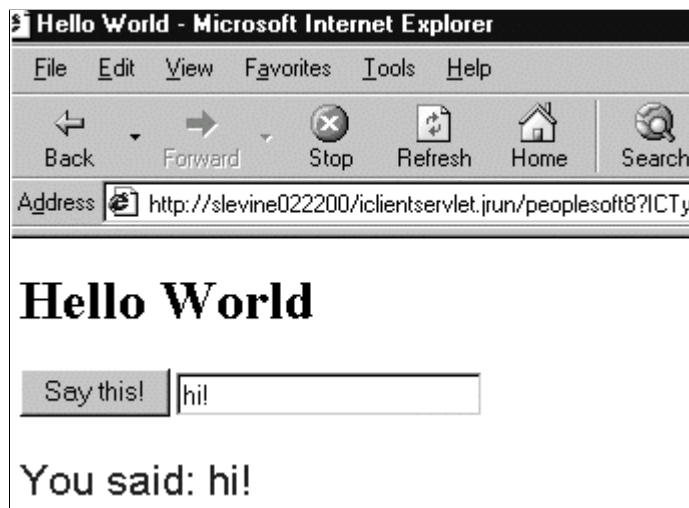 Hello World - Microsoft Internet Explorer
File Edit View Favorites Tools Help
Back Forward Stop Refresh Home Search
Address http://slevine022200/iclientservlet.jrun/peoplesoft8?ICTy
Hello World
Say this! hi!
You said: hi!